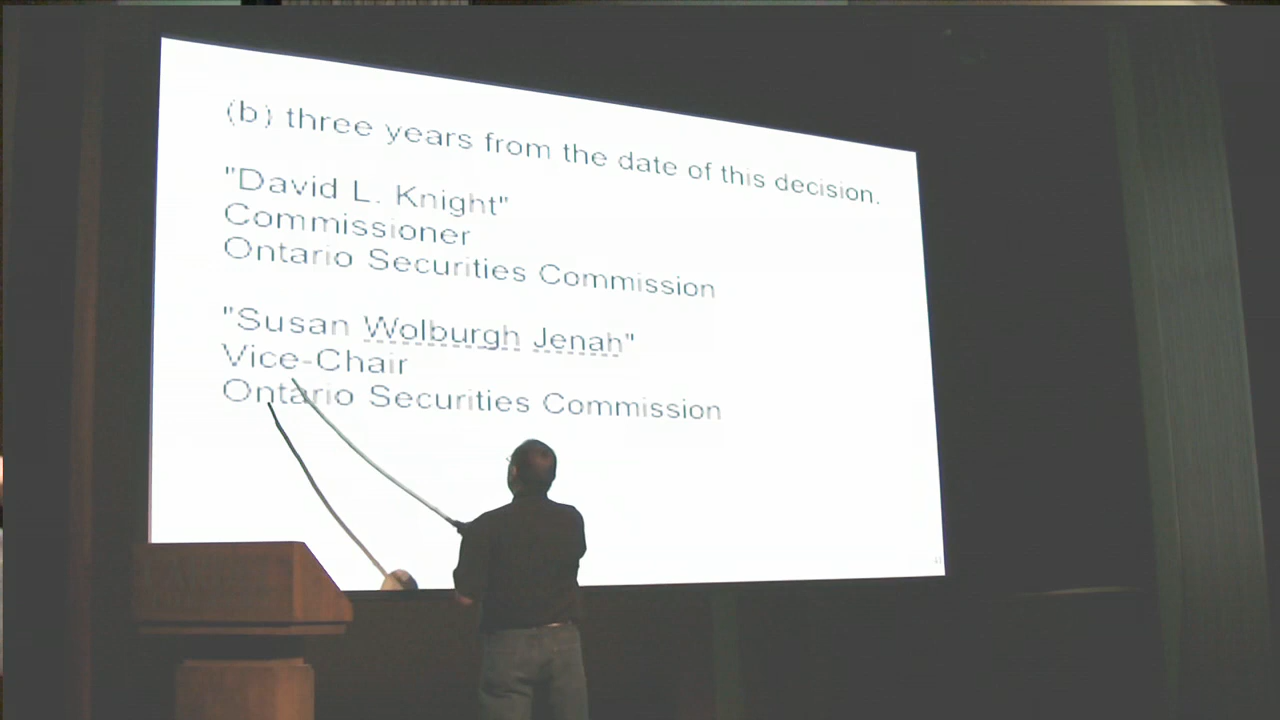 (b) three years from the date of this decision.
"David L. Knight"
Commissioner
Ontario Securities Commission
"Susan Wolburgh Jenah"
Vice-Chair
Ontario Securities Commission